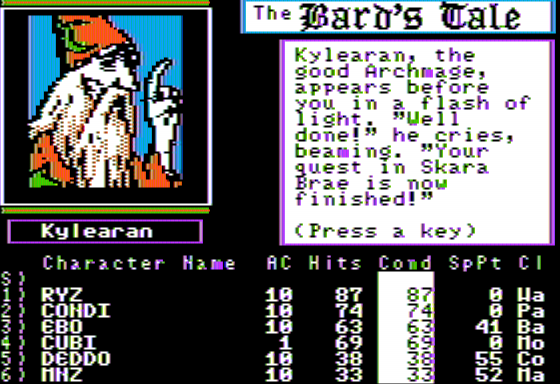 The Bard's Tale
Kylearan, the
good Archmage,
appears before
you in a flash of
light. "Well
done!" he cries,
beaming. "Your
quest in Skara
Brae is now
finished!"
(Press a key)
Kylearan
Character Name AC Hits Cond SpPt Cl
S)
1) RYZ 10 87 87 0 Wa
2) CONDI 10 74 74 0 Pa
3) EBO 10 63 63 41 Ba
4) CUBI 1 69 69 0 Mo
5) DEDDO 10 38 38 55 Co
6) MNZ 10 33 33 52 Ma